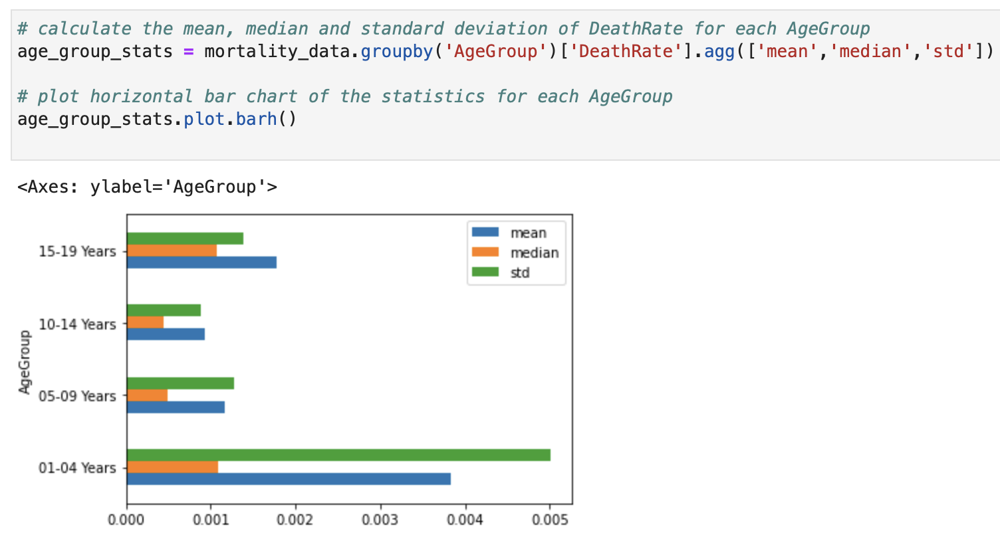 # calculate the mean, median and standard deviation of DeathRate for each AgeGroup
age_group_stats = mortality_data.groupby('AgeGroup')['DeathRate'].agg(['mean','median','std'])
# plot horizontal bar chart of the statistics for each AgeGroup
age_group_stats.plot.barh()
<Axes: ylabel='AgeGroup'>
mean
median
std
15-19 Years
10-14 Years
05-09 Years
01-04 Years
AgeGroup
0.000 0.001 0.002 0.003 0.004 0.005